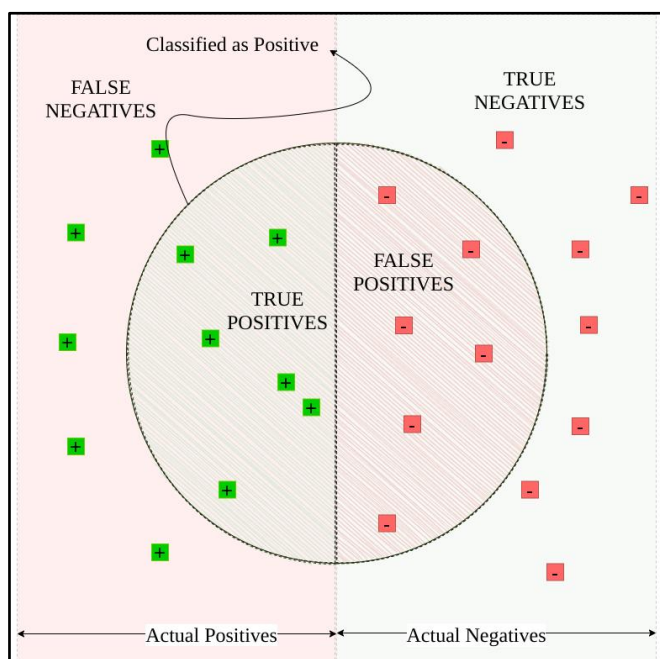 Classified as Positive
FALSE
NEGATIVES
TRUE
NEGATIVES
+
-
-
+
-
+
+
-
-
FALSE
POSITIVES
TRUE
POSITIVES
-
-
+
+
-
+
+
-
-
+
+
-
-
+
-
Actual Positives
Actual Negatives